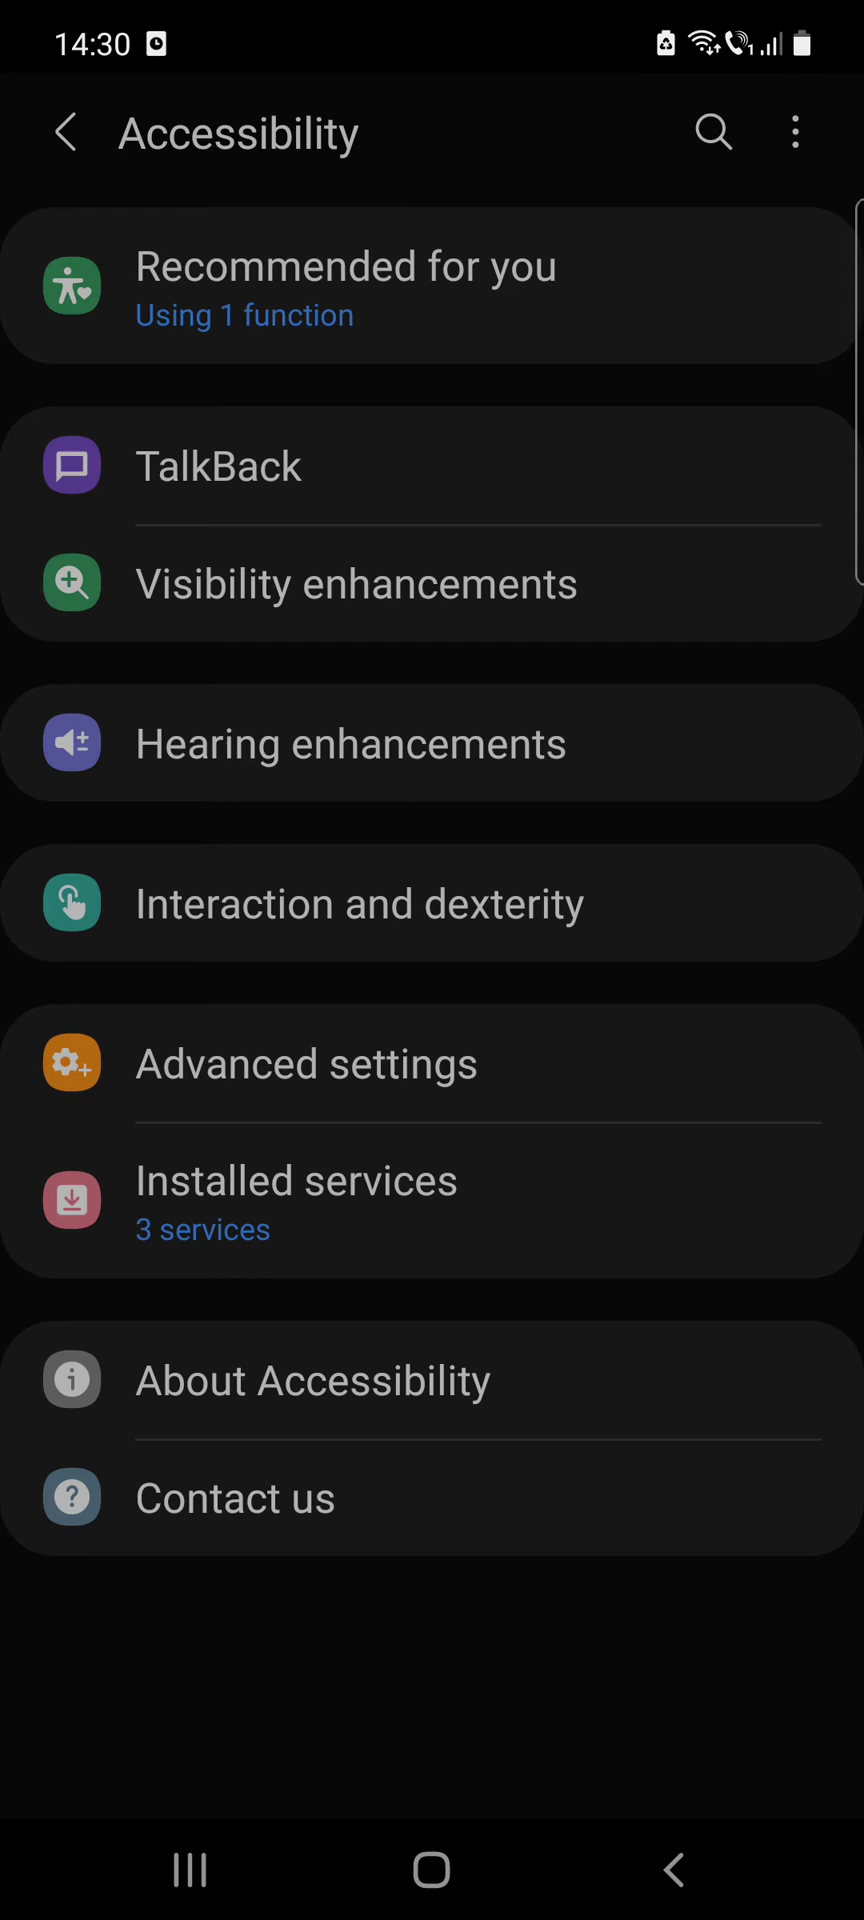 14:30
Accessibility
Recommended for you
Using 1 function
TalkBack
Visibility enhancements
Hearing enhancements
Interaction and dexterity
Advanced settings
Installed services
3 services
About Accessibility
Contact us